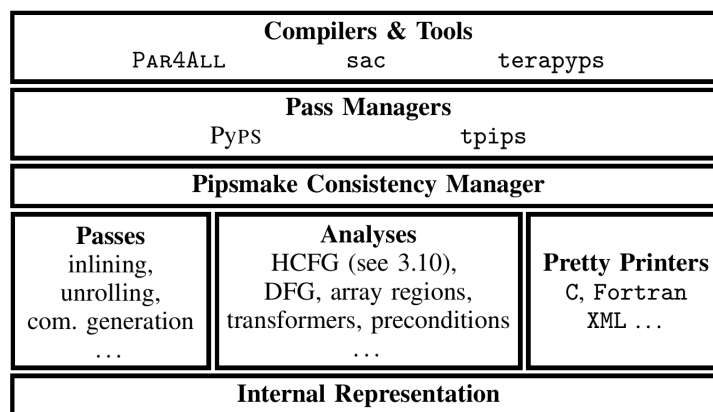 Compilers & Tools
PAR4ALL sac terapyps
Pass Managers
PYPS tpips
Pipsmake Consistency Manager
Passes
inlining,
unrolling,
com. generation
...
Analyses
HCFG (see 3.10),
DFG, array regions,
transformers, preconditions
...
Pretty Printers
C, Fortran
XML ...
Internal Representation